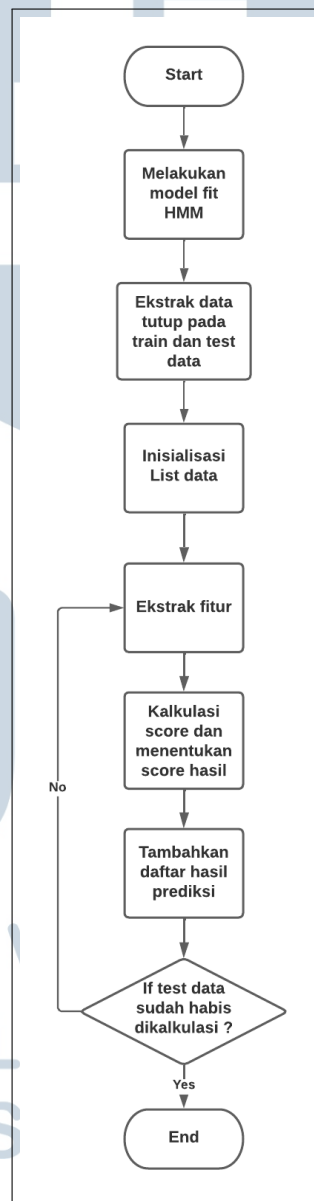 Start
Melakukan
model fit
HMM
Ekstrak data
tutup pada
train dan test
data
Inisialisasi
List data
Ekstrak fitur
Kalkulasi
score dan
menentukan
score hasil
No
Tambahkan
daftar hasil
prediksi
If test data
sudah habis
dikalkulasi ?
Yes
End